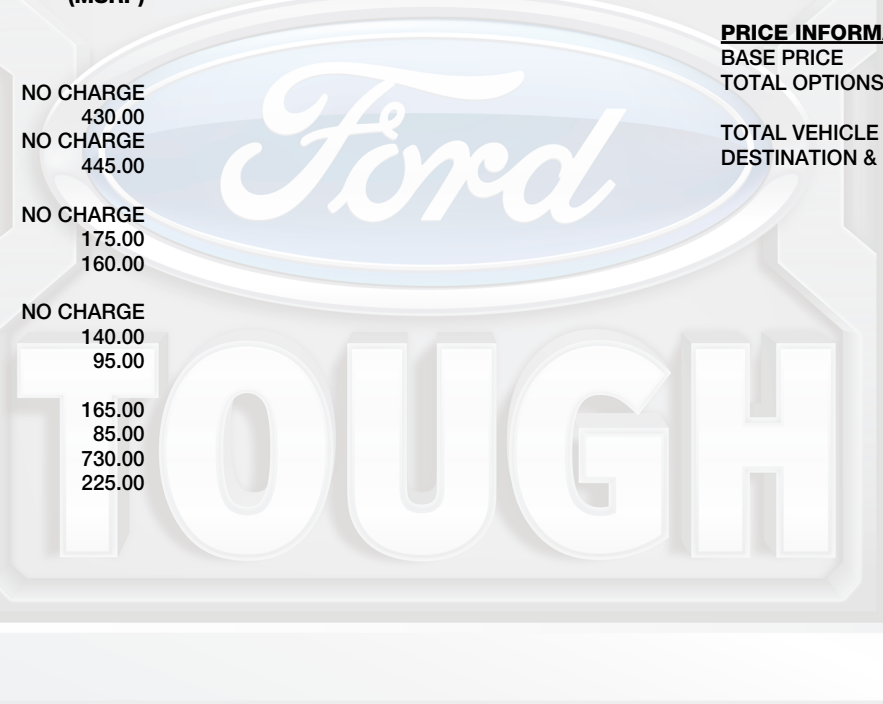 (MSRP)
NO CHARGE
430.00
NO CHARGE
445.00
NO CHARGE
175.00
160.00
NO CHARGE
140.00
95.00
165.00
85.00
730.00
225.00
PRICE INFORMA
BASE PRICE
TOTAL OPTIONS
TOTAL VEHICLE
DESTINATION &
Ford
TOUGH